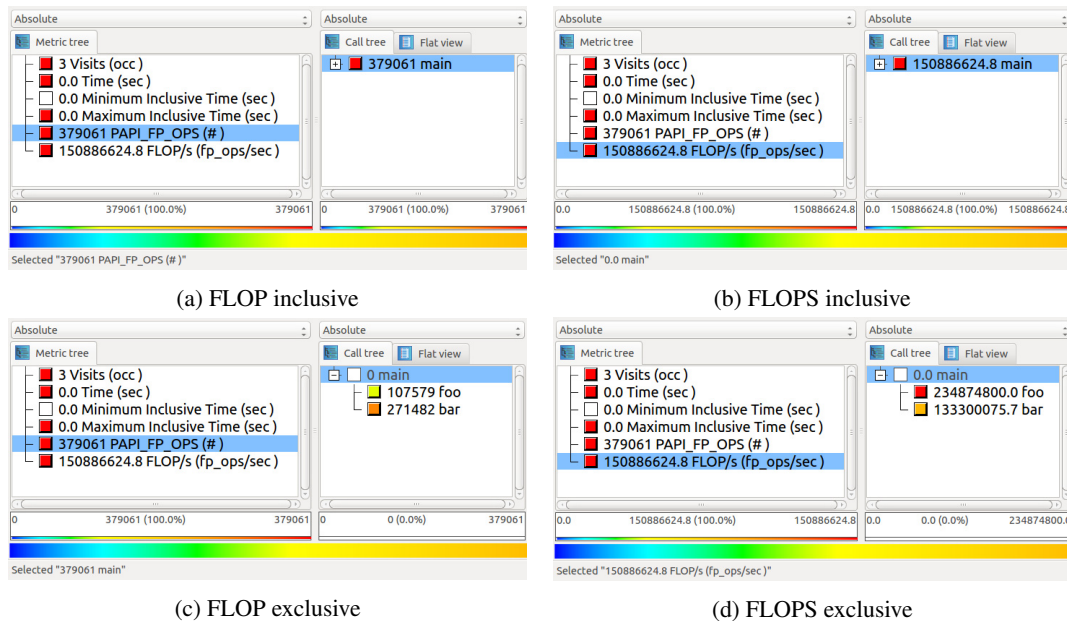 Absolute
Absolute
Metric tree
Call tree
Flat view
3 Visits (occ)
0.0 Time (sec)
0.0 Minimum Inclusive Time (sec)
0.0 Maximum Inclusive Time (sec)
379061 PAPI_FP_OPS (#)
150886624.8 FLOP/s (fp_ops/sec)
379061 main
0 379061 (100.0%) 379061
0 379061 (100.0%) 379061
Selected "379061 PAPI_FP_OPS (#)"
(a) FLOP inclusive
Absolute
Absolute
Metric tree
Call tree
Flat view
3 Visits (occ)
0.0 Time (sec)
0.0 Minimum Inclusive Time (sec)
0.0 Maximum Inclusive Time (sec)
379061 PAPI_FP_OPS (#)
150886624.8 FLOP/s (fp_ops/sec)
150886624.8 main
0.0 150886624.8 (100.0%) 150886624.8
0.0 150886624.8 (100.0%) 150886624.8
Selected "0.0 main"
(b) FLOPS inclusive
Absolute
Absolute
Metric tree
Call tree
Flat view
3 Visits (occ)
0.0 Time (sec)
0.0 Minimum Inclusive Time (sec)
0.0 Maximum Inclusive Time (sec)
379061 PAPI_FP_OPS (#)
150886624.8 FLOP/s (fp_ops/sec)
0 main
107579 foo
271482 bar
0 379061 (100.0%) 379061
0 0 (0.0%) 379061
Selected "379061 main"
(c) FLOP exclusive
Absolute
Absolute
Metric tree
Call tree
Flat view
3 Visits (occ)
0.0 Time (sec)
0.0 Minimum Inclusive Time (sec)
0.0 Maximum Inclusive Time (sec)
379061 PAPI_FP_OPS (#)
150886624.8 FLOP/s (fp_ops/sec)
0.0 main
234874800.0 foo
133300075.7 bar
0.0 150886624.8 (100.0%) 150886624.8
0.0 0.0 (0.0%) 234874800.0
Selected "150886624.8 FLOP/s (fp_ops/sec)"
(d) FLOPS exclusive